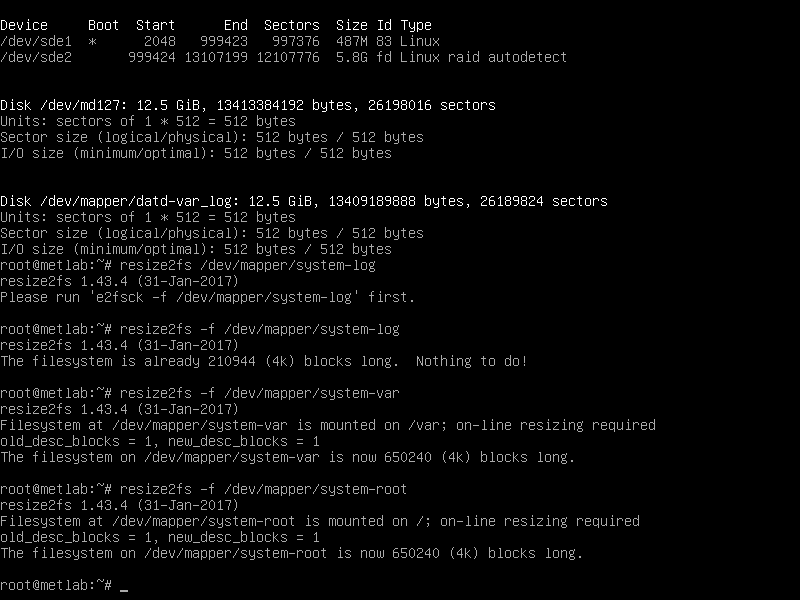 Device     Boot  Start      End  Sectors  Size Id Type
/dev/sde1  *      2048   999423   997376  487M 83 Linux
/dev/sde2       999424 13107199 12107776  5.8G fd Linux raid autodetect
Disk /dev/md127: 12.5 GiB, 13413384192 bytes, 26198016 sectors
Units: sectors of 1 * 512 = 512 bytes
Sector size (logical/physical): 512 bytes / 512 bytes
I/O size (minimum/optimal): 512 bytes / 512 bytes
Disk /dev/mapper/datd-var_log: 12.5 GiB, 13409189888 bytes, 26189824 sectors
Units: sectors of 1 * 512 = 512 bytes
Sector size (logical/physical): 512 bytes / 512 bytes
I/O size (minimum/optimal): 512 bytes / 512 bytes
root@metlab:~# resize2fs /dev/mapper/system-log
resize2fs 1.43.4 (31-Jan-2017)
Please run 'e2fsck -f /dev/mapper/system-log' first.
root@metlab:~# resize2fs -f /dev/mapper/system-log
resize2fs 1.43.4 (31-Jan-2017)
The filesystem is already 210944 (4k) blocks long.  Nothing to do!
root@metlab:~# resize2fs -f /dev/mapper/system-var
resize2fs 1.43.4 (31-Jan-2017)
Filesystem at /dev/mapper/system-var is mounted on /var; on-line resizing required
old_desc_blocks = 1, new_desc_blocks = 1
The filesystem on /dev/mapper/system-var is now 650240 (4k) blocks long.
root@metlab:~# resize2fs -f /dev/mapper/system-root
resize2fs 1.43.4 (31-Jan-2017)
Filesystem at /dev/mapper/system-root is mounted on /; on-line resizing required
old_desc_blocks = 1, new_desc_blocks = 1
The filesystem on /dev/mapper/system-root is now 650240 (4k) blocks long.
root@metlab:~# _